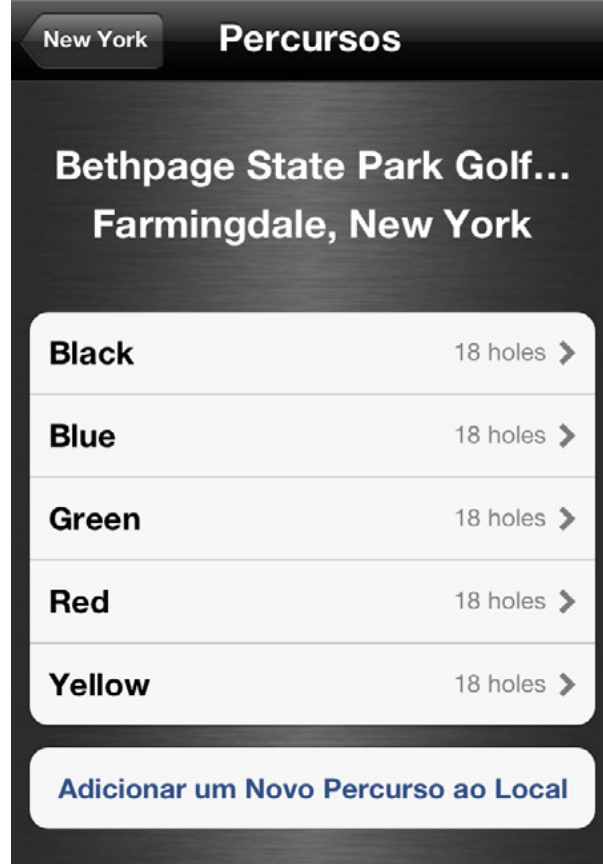 New York Percursos
Bethpage State Park Golf...
Farmingdale, New York
Black 18 holes
Blue 18 holes
Green 18 holes
Red 18 holes
Yellow 18 holes
Adicionar um Novo Percurso ao Local